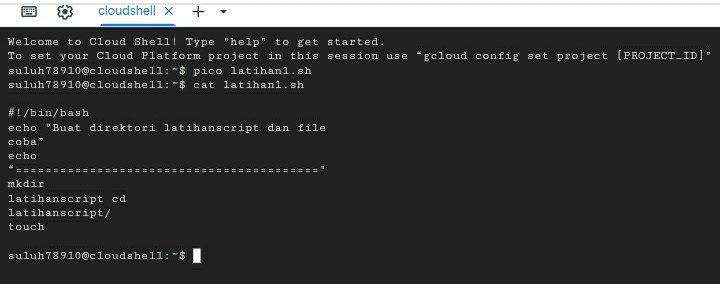 cloudshell
Welcome to Cloud Shell! Type "help" to get started.
To set your Cloud Platform project in this session use “gcloud config set project [PROJECT_ID]”
suluh78910@cloudshell:~$ pico latihan1.sh
suluh78910@cloudshell:~$ cat latihan1.sh
#!/bin/bash
echo "Buat direktori latihanscript dan file
coba”
echo
“=========================================”
mkdir
latihanscript cd
latihanscript/
touch
suluh78910@cloudshell:~$